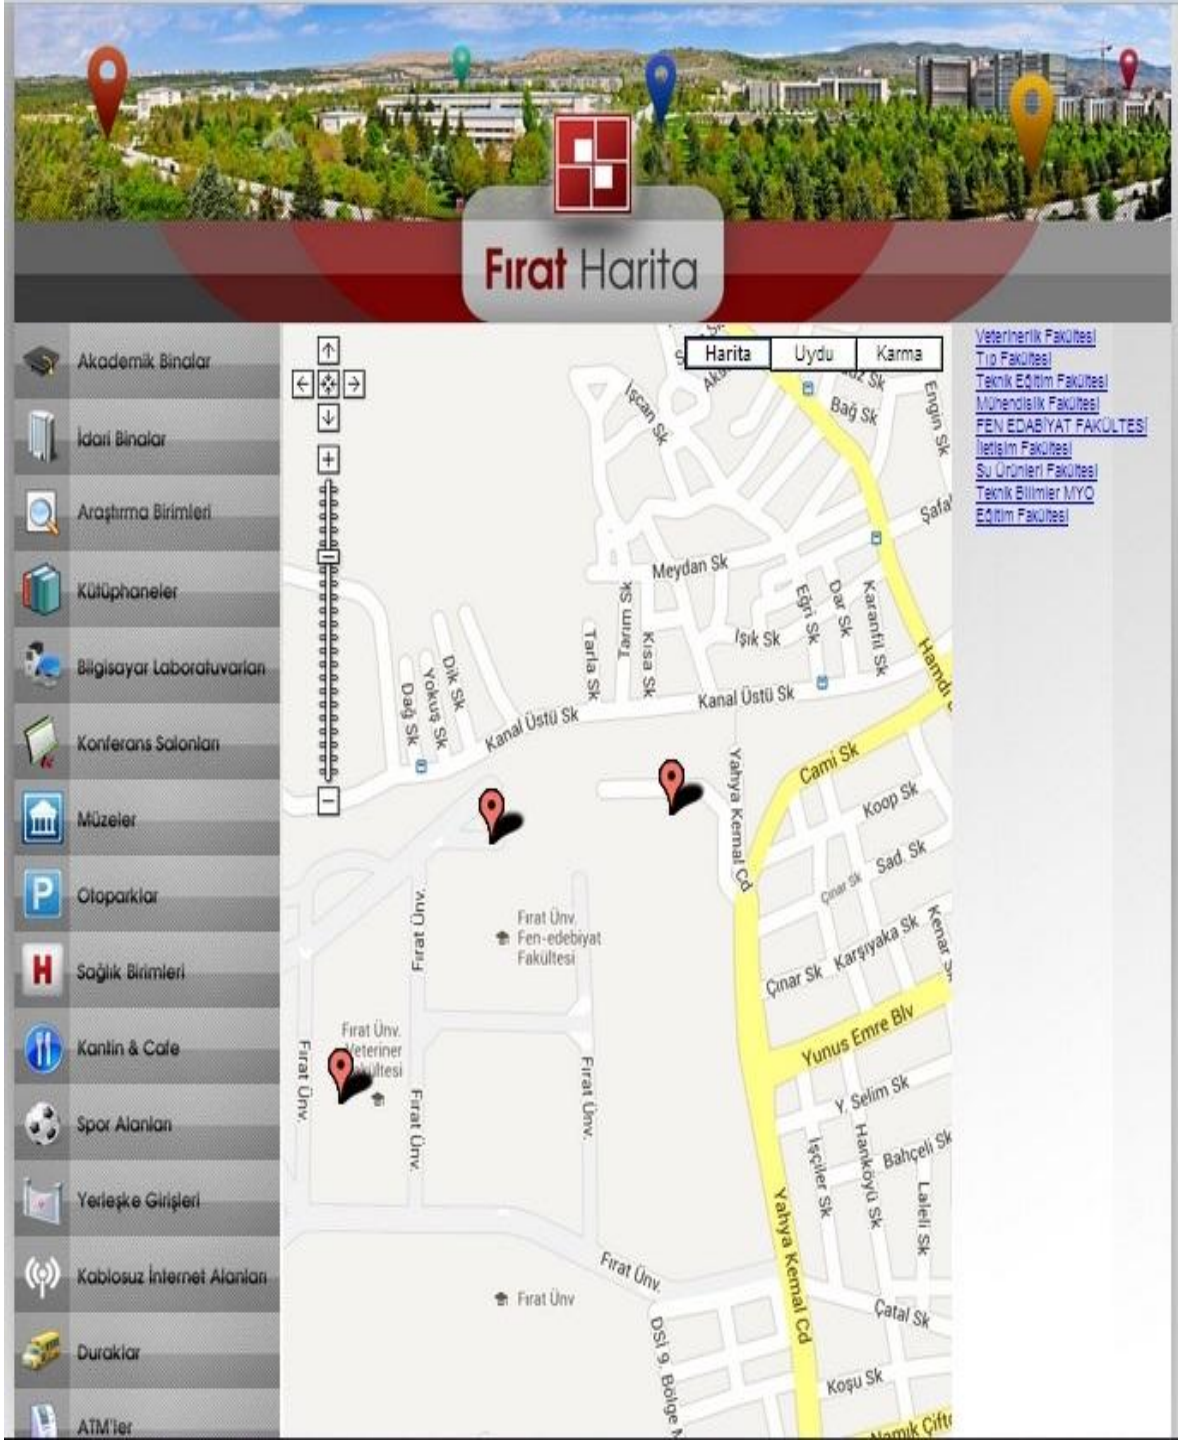 Fırat Harita
Akademik Binalar
İdari Binalar
Araştırma Birimleri
Kütüphaneler
Bilgisayar Laboratuvarları
Konferans Salonları
Müzeler
P
Otoparklar
H
Sağlık Birimleri
Kantin & Cafe
Spor Alanları
Yerleşke Girişleri
Kablosuz İnternet Alanları
Duraklar
ATM'ler
Harita
Uydu
Karma
İşcan Sk
Bağ Sk
Engin Sk
Meydan Sk
Tarım Sk
Kısa Sk
Tarla Sk
Işık Sk
Eğri Sk
Dar Sk
Karanfil Sk
Dik Sk
Yokuş Sk
Dağ Sk
Kanal Üstü Sk
Kanal Üstü Sk
Yahya Kemal Cd
Cami Sk
Koop Sk
Sad. Sk
Çınar Sk
Karşıyaka Sk
Çınar Sk
Fırat Ünv.
Fırat Ünv.
Fen-edebiyat
Fakültesi
Yunus Emre Blv
Fırat Ünv.
Veteriner
Fırat Ünv.
Fırat Ünv.
Fırat Ünv.
Y. Selim Sk
İşçiler Sk
Hanköyü Sk
Bahçeli Sk
Laleli Sk
Yahya Kemal Cd
Fırat Ünv.
Fırat Ünv
DSİ 9. Bölge
Çatal Sk
Koşu Sk
Namık Çiftç
Veterinerlik Fakültesi
Tıp Fakültesi
Teknik Eğitim Fakültesi
Mühendislik Fakültesi
FEN EDABİYAT FAKÜLTESİ
İletişim Fakültesi
Su Ürünleri Fakültesi
Teknik Bilimler MYO
Eğitim Fakültesi